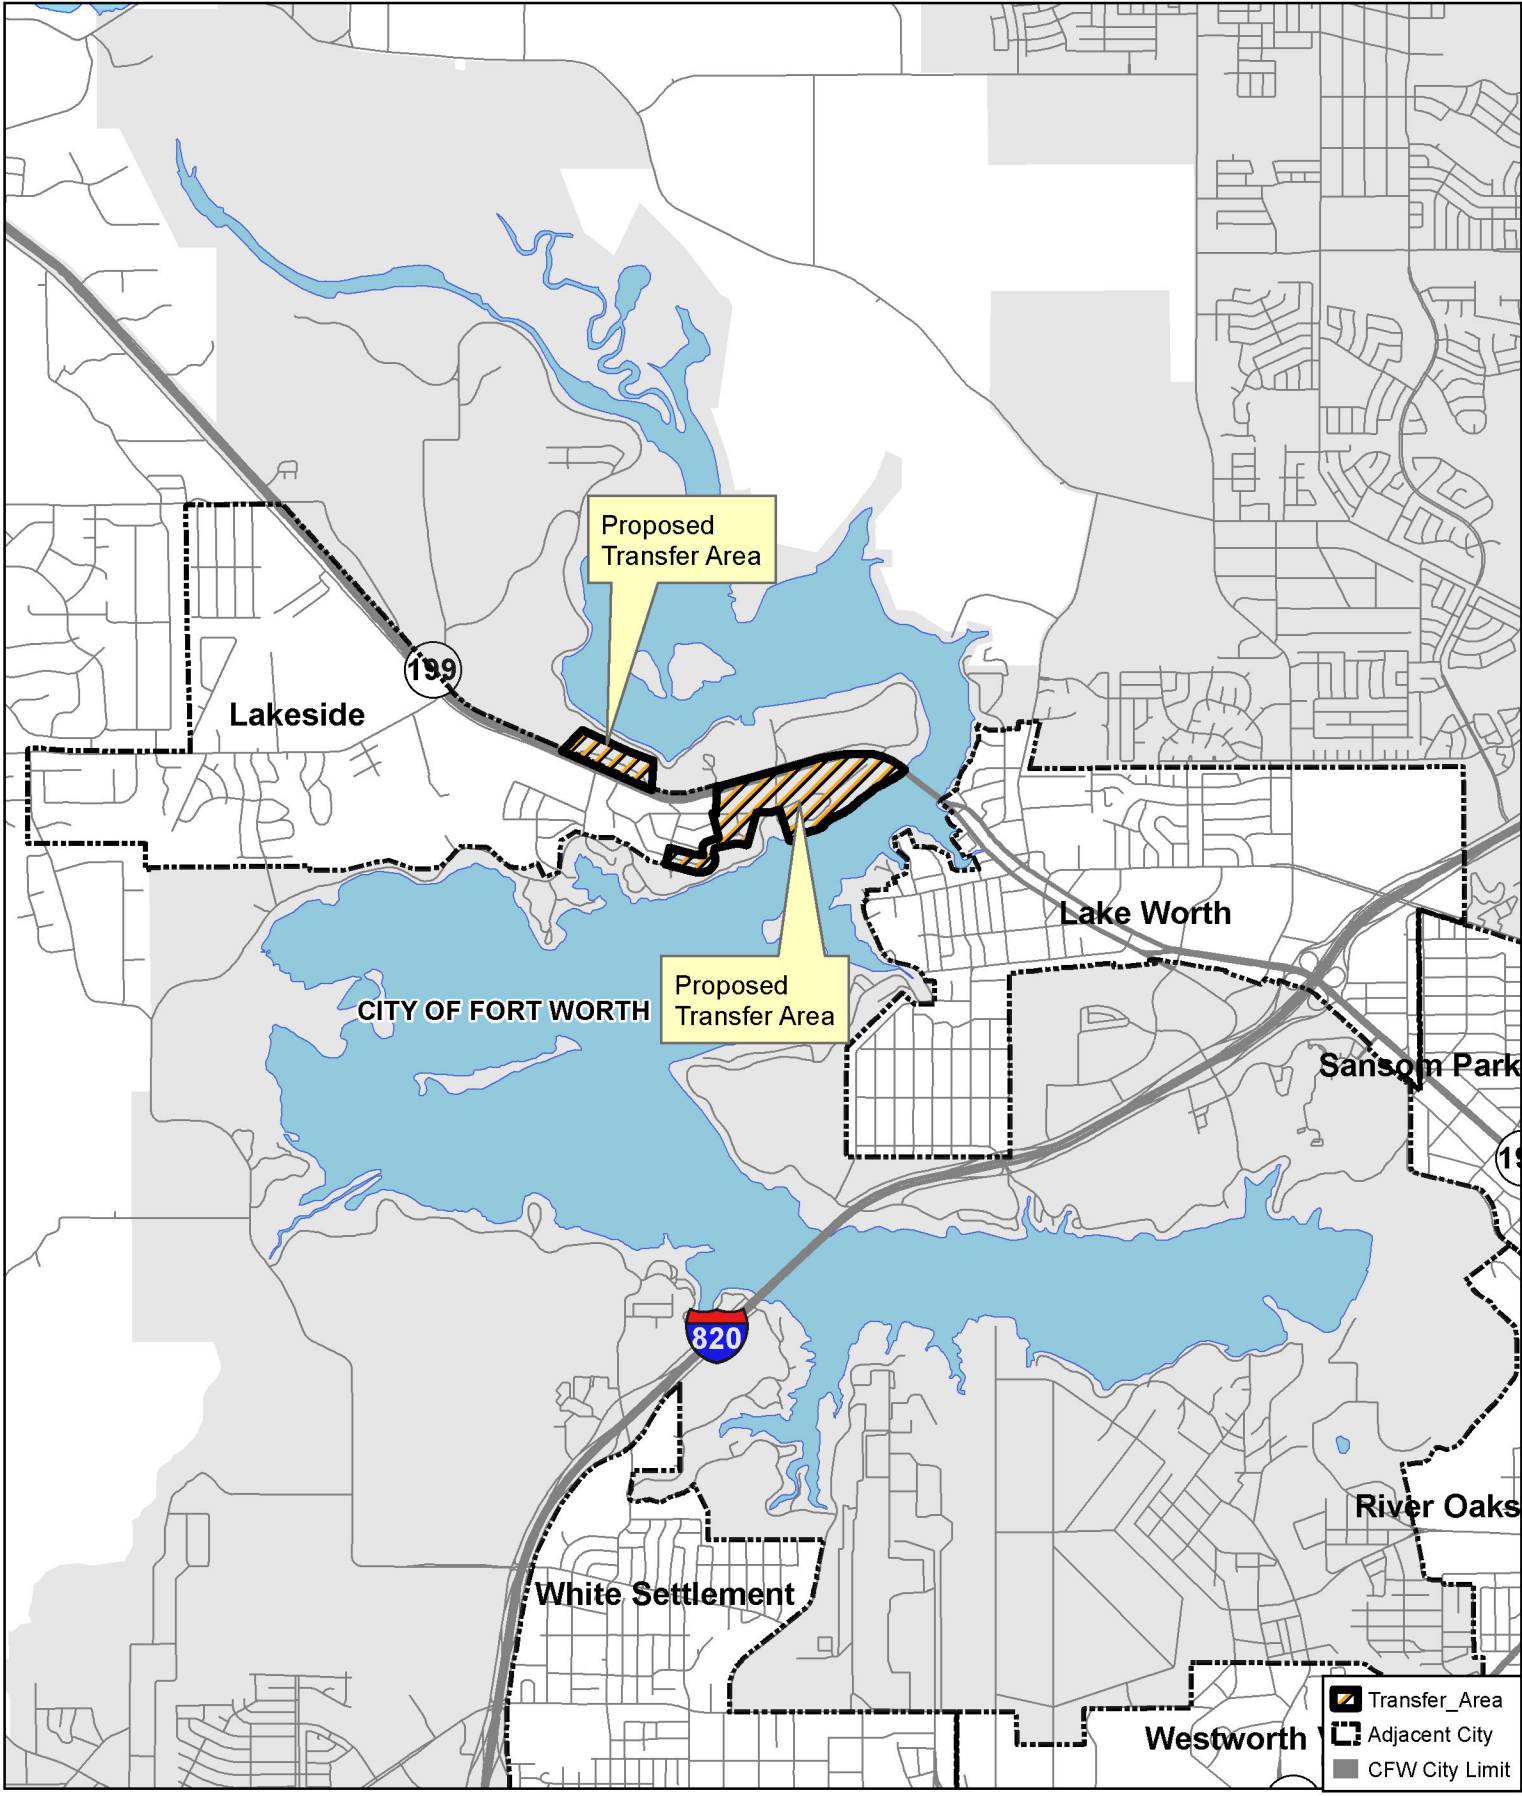 Proposed
Transfer Area
199
Lakeside
Lake Worth
Proposed
Transfer Area
CITY OF FORT WORTH
Sansom Park
19
820
River Oaks
White Settlement
Westworth
Transfer_Area
Adjacent City
CFW City Limit